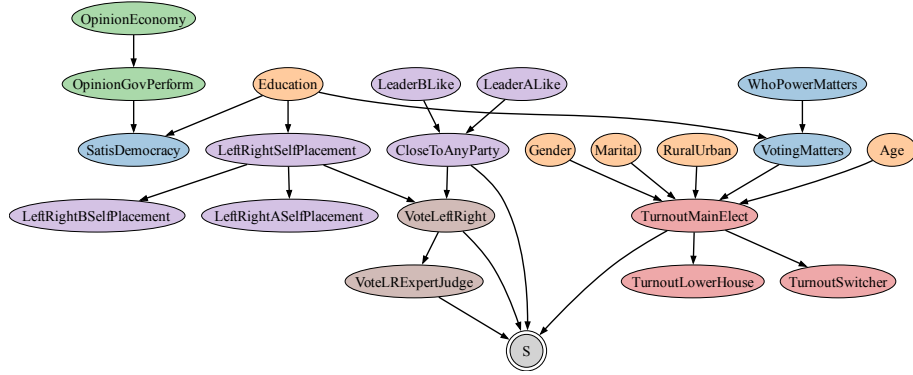 OpinionEconomy
OpinionGovPerform
Education
LeaderBLike
LeaderALike
WhoPowerMatters
SatisDemocracy
LeftRightSelfPlacement
CloseToAnyParty
Gender
Marital
RuralUrban
VotingMatters
Age
LeftRightBSelfPlacement
LeftRightASelfPlacement
VoteLeftRight
TurnoutMainElect
VoteLRExpertJudge
TurnoutLowerHouse
TurnoutSwitcher
S